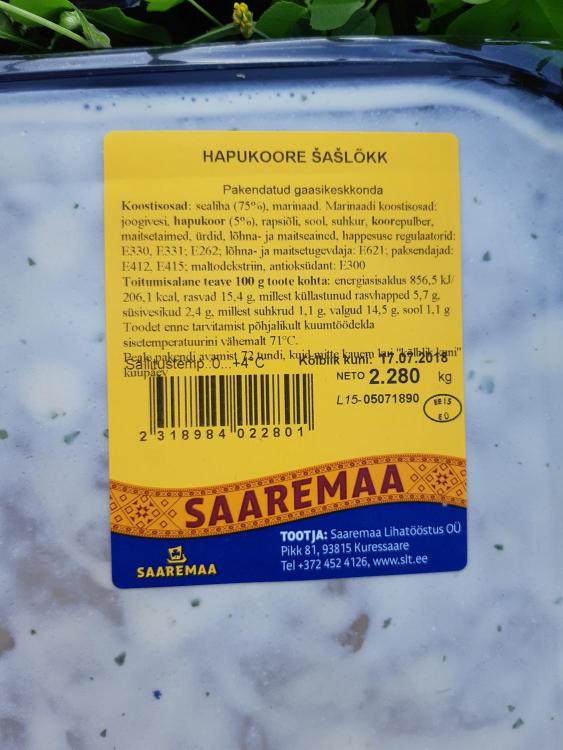 HAPUKOORE ŠAŠLÕKK
Pakendatud gaasikeskkonda
Koostisosad: sealiha (75%), marinaad. Marinaadi koostisosad:
joogivesi, hapukoor (5%), rapsiõli, sool, suhkur, koorepulber,
maitsetaimed, ürdid, lõhna- ja maitseained, happesuse regulaatorid:
E330, E331; E262; lõhna- ja maitsetugevdaja: E621; paksendajad:
E412, E415; maltodekstriin, antioksüdant: E300
Toitumisalane teave 100 g toote kohta: energiasisaldus 856,5 kJ/
206,1 kcal, rasvad 15,4 g, millest küllastunud rasvhapped 5,7 g,
süsivesikud 2,4 g, millest suhkrud 1,1 g, valgud 14,5 g, sool 1,1 g
Toodet enne tarvitamist põhjalikult kuumtöödelda
sisetemperatuurini vähemalt 71°C.
Peale pakendi avamist 72 tundi, kuid mitte kauem kui "kõlblik kuni"
kuupäev
Säilitustemp. 0...+4°C Kõlblik kuni: 17.07.2018
NETO 2.280 kg
L15-05071890
EE 15
EÜ
2 318984 022801
SAAREMAA
SAAREMAA
TOOTJA: Saaremaa Lihatööstus OÜ
Pikk 81, 93815 Kuressaare
Tel +372 452 4126, www.slt.ee